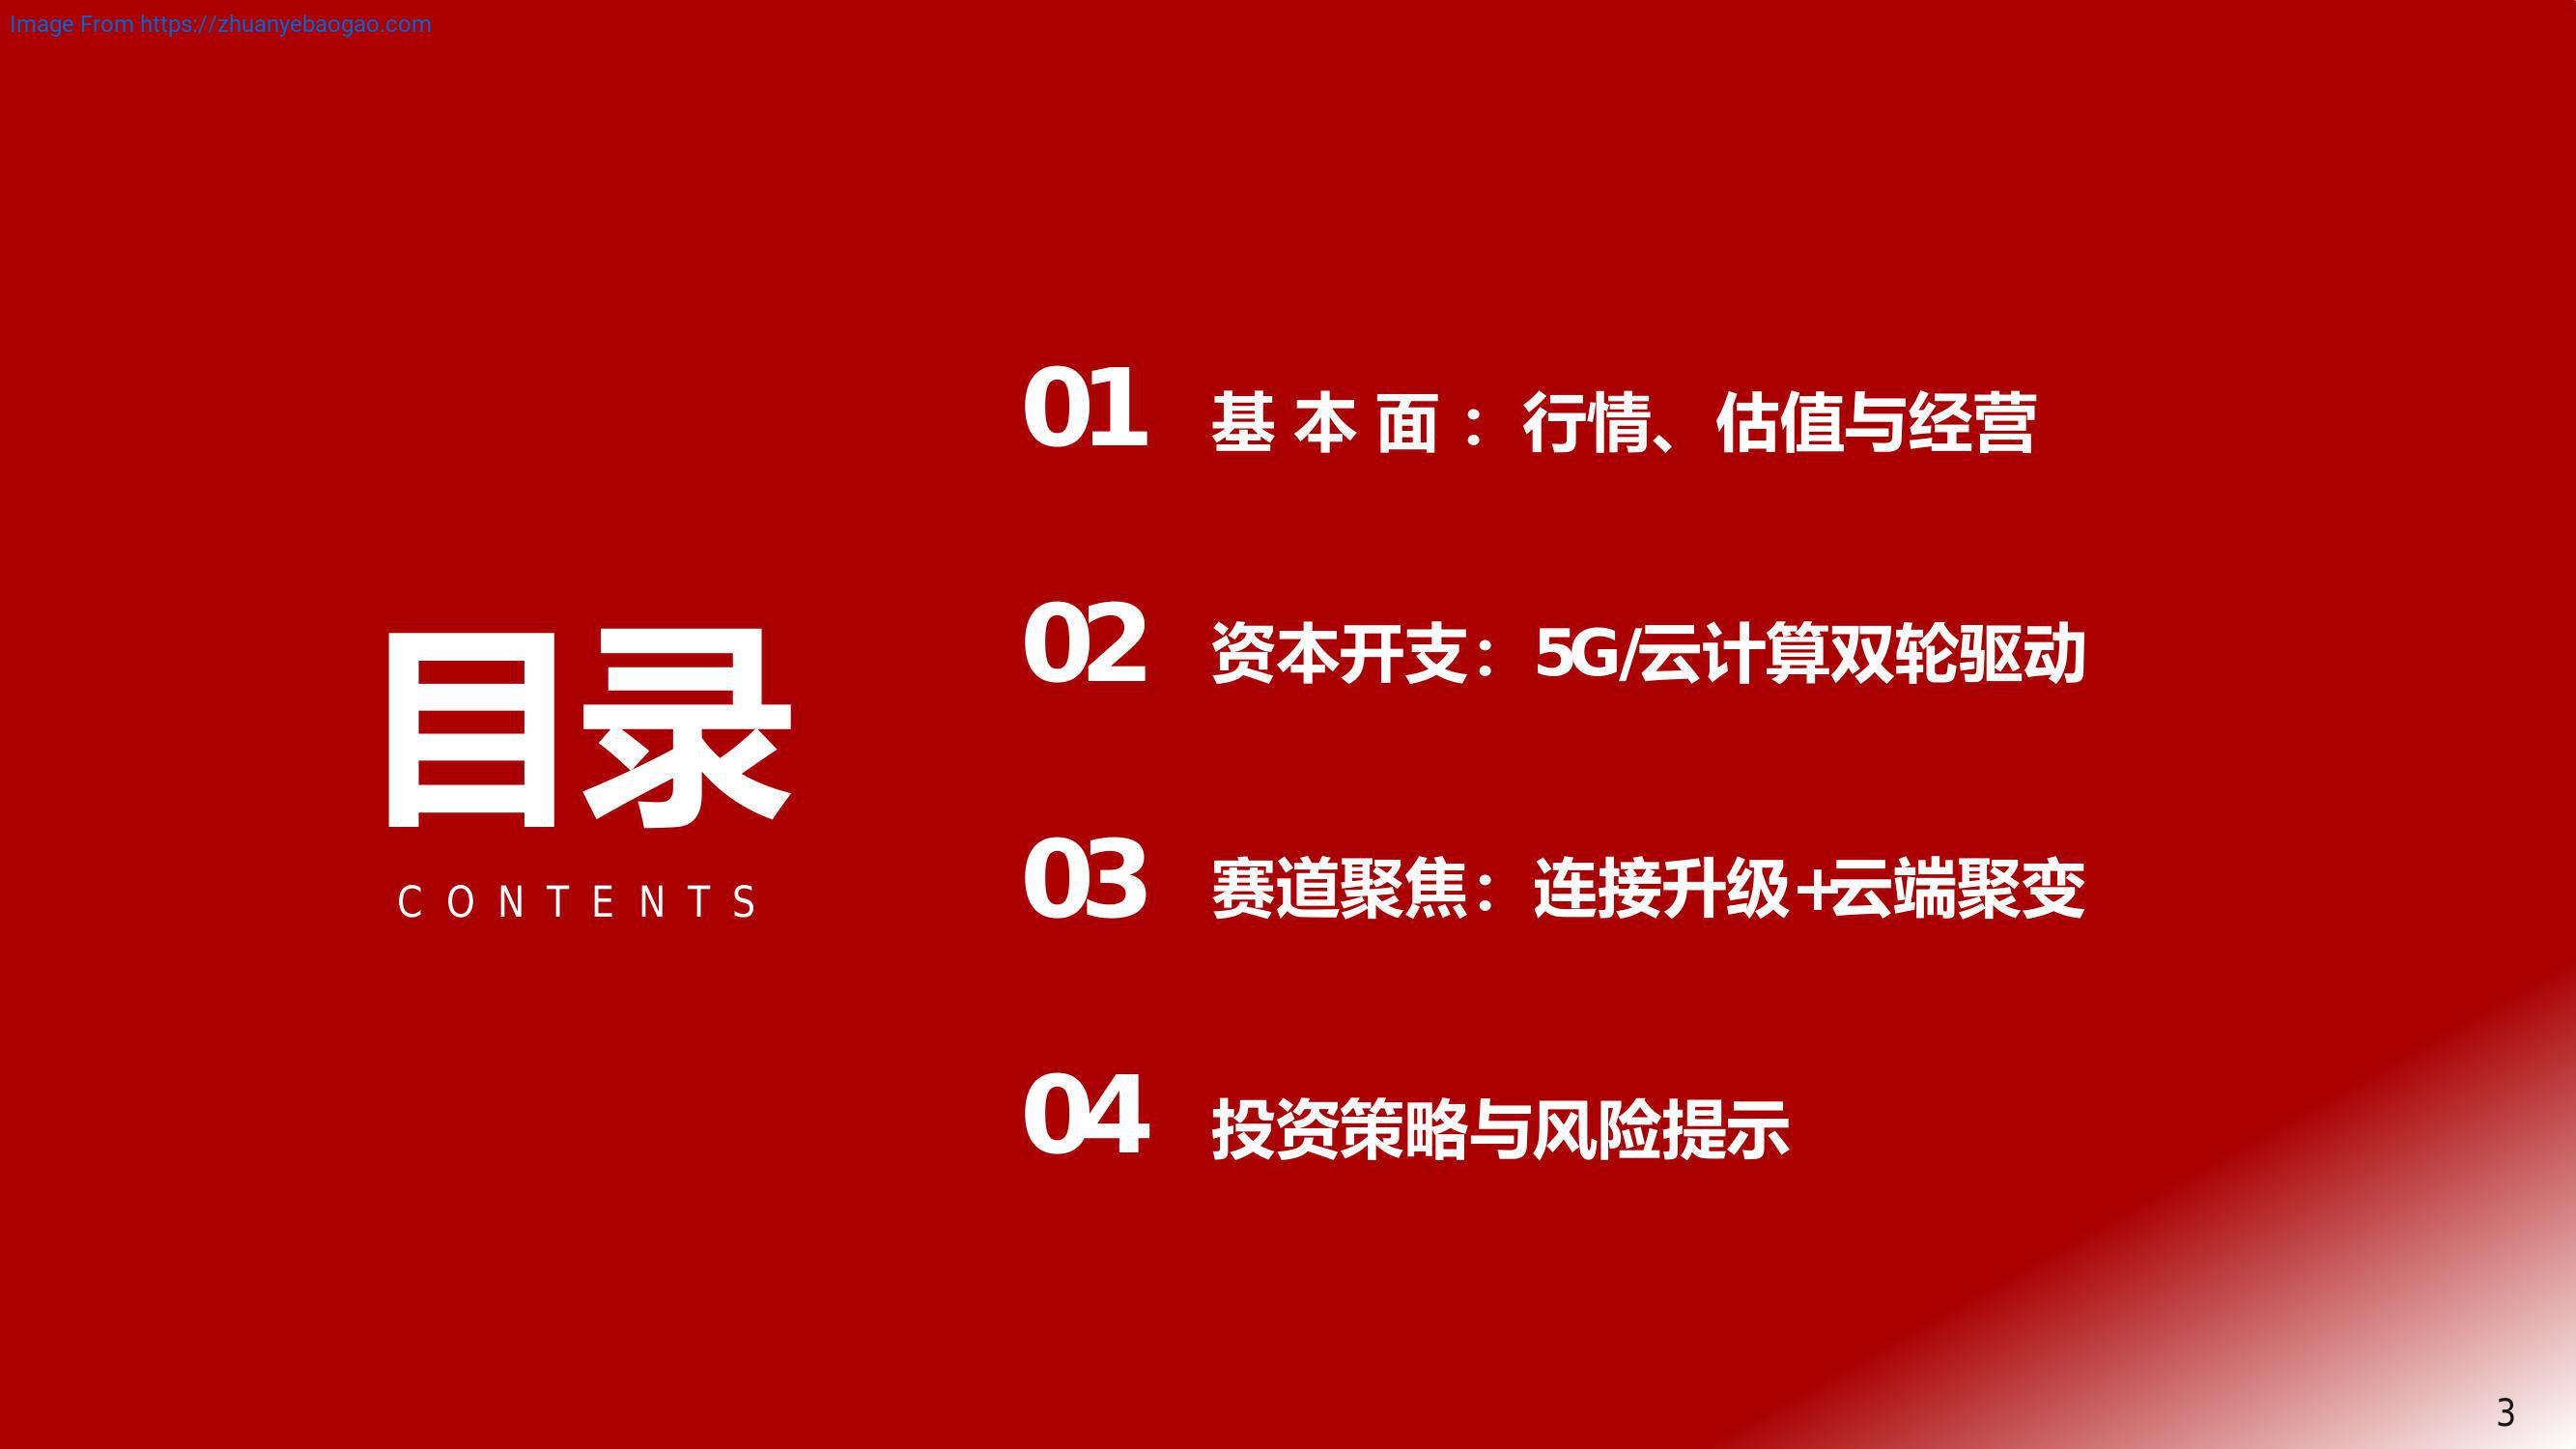 Image From https://zhuanyebaogao.com
目录
CONTENTS
01 基本面：行情、估值与经营
02 资本开支：5G/云计算双轮驱动
03 赛道聚焦：连接升级+云端聚变
04 投资策略与风险提示
3